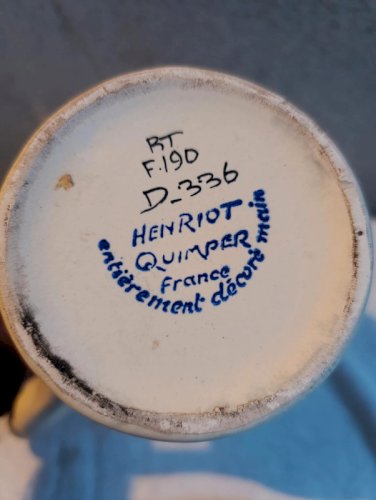 RT
F.190
D_336
HENRIOT
QUIMPER
France
entièrement décoré main